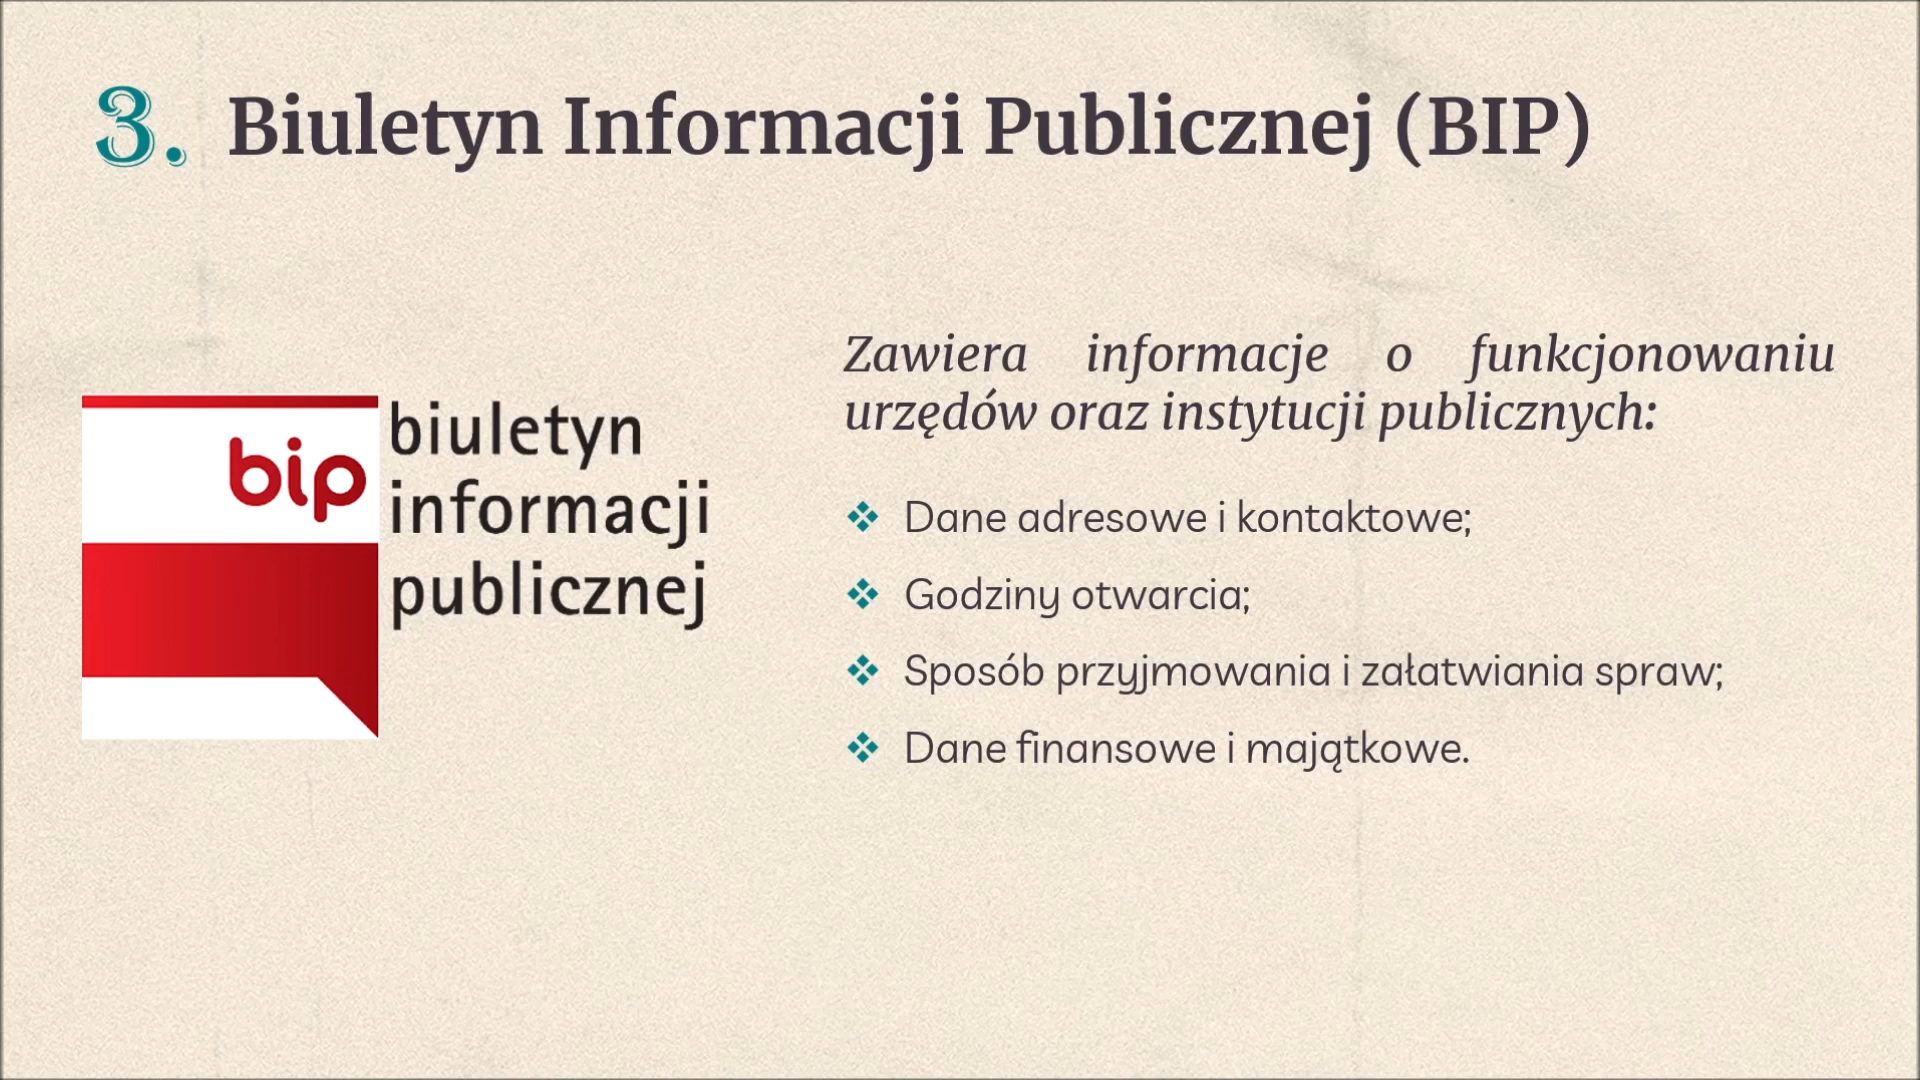 3. Biuletyn Informacji Publicznej (BIP)
bip
biuletyn
informacji
publicznej
Zawiera informacje o funkcjonowaniu
urzędów oraz instytucji publicznych:
❖ Dane adresowe i kontaktowe;
❖ Godziny otwarcia;
❖ Sposób przyjmowania i załatwiania spraw;
❖ Dane finansowe i majątkowe.